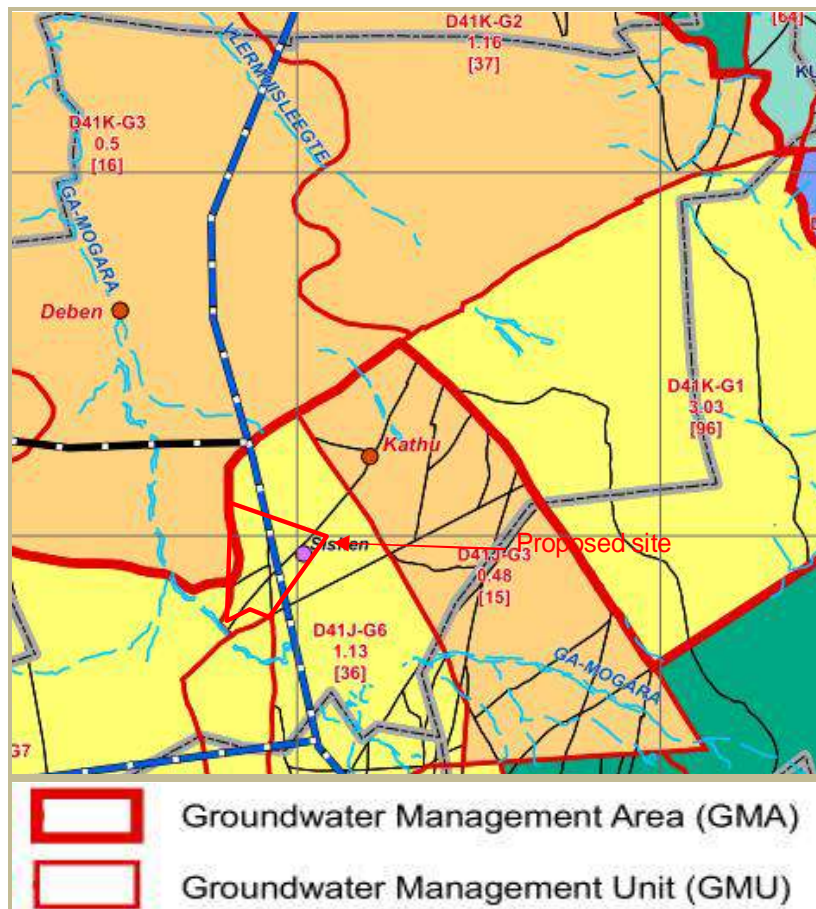 [64]
D41K-G2
1.16
[37]
KU
VLERMUISLEEGTE
D41K-G3
0.5
[16]
GA-MOGARA
Deben
D41K-G1
3.03
[96]
Kathu
Sishen
Proposed site
D41J-G3
0.48
[15]
D41J-G6
1.13
[36]
GA-MOGARA
G7
Groundwater Management Area (GMA)
Groundwater Management Unit (GMU)